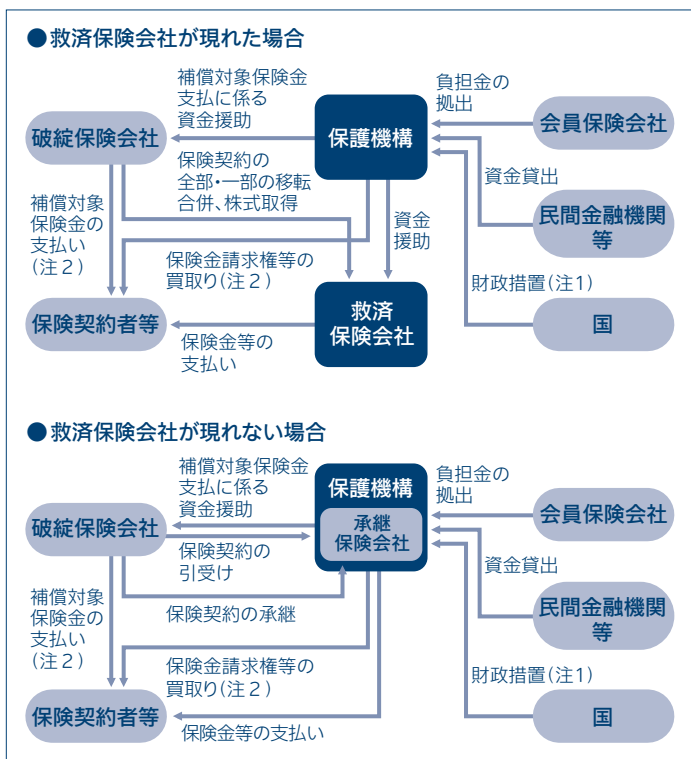 ●救済保険会社が現れた場合
補償対象保険金
支払に係る
資金援助
負担金の
拠出
破綻保険会社
保護機構
会員保険会社
保険契約の
全部・一部の移転
合併、株式取得
資金貸出
補償対象
保険金の
支払い
(注2)
資金
援助
民間金融機関
等
保険金請求権等の
買取り(注2)
財政措置(注1)
保険契約者等
救済
保険会社
国
保険金等の
支払い
●救済保険会社が現れない場合
補償対象保険金
支払に係る
資金援助
負担金の
拠出
保護機構
破綻保険会社
承継
保険会社
会員保険会社
保険契約の
引受け
資金貸出
補償対象
保険金の
支払い
(注2)
保険契約の承継
民間金融機関
等
保険金請求権等の
買取り(注2)
財政措置(注1)
保険契約者等
国
保険金等の支払い